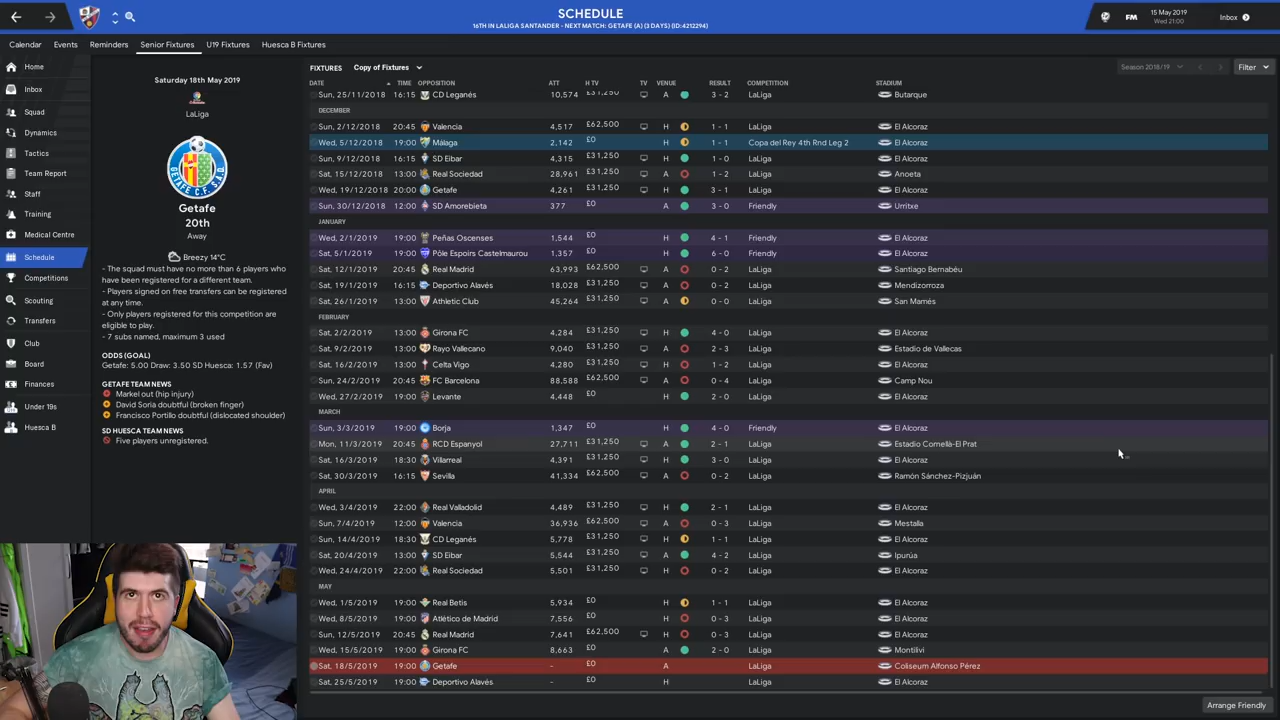 SCHEDULE
16TH IN LALIGA SANTANDER - NEXT MATCH: GETAFE (A) (3 DAYS) (ID:4212294)
FM
15 May 2019
Wed 21:00
Inbox
Calendar Events Reminders Senior Fixtures U19 Fixtures Huesca B Fixtures
Home
Inbox
Squad
Dynamics
Tactics
Team Report
Staff
Training
Medical Centre
Schedule
Competitions
Scouting
Transfers
Club
Board
Finances
Under 19s
Huesca B
Saturday 18th May 2019
LaLiga
GETAFE C.F. S.A.D.
Getafe
20th
Away
Breezy 14°C
- The squad must have no more than 6 players who
have been registered for a different team.
- Players signed on free transfers can be registered
at any time.
- Only players registered for this competition are
eligible to play.
- 7 subs named, maximum 3 used
ODDS (GOAL)
Getafe: 5.00 Draw: 3.50 SD Huesca: 1.57 (Fav)
GETAFE TEAM NEWS
Markel out (hip injury)
David Soria doubtful (broken finger)
Francisco Portillo doubtful (dislocated shoulder)
SD HUESCA TEAM NEWS
Five players unregistered.
FIXTURES Copy of Fixtures Season 2018/19 Filter
DATE TIME OPPOSITION ATT H TV TV VENUE RESULT COMPETITION STADIUM
Sun, 25/11/2018 16:15 CD Leganés 10,574 £31,250 A 3 - 2 LaLiga Butarque
DECEMBER
Sun, 2/12/2018 20:45 Valencia 4,517 £62,500 H 1 - 1 LaLiga El Alcoraz
Wed, 5/12/2018 19:00 Málaga 2,142 £0 H 1 - 1 Copa del Rey 4th Rnd Leg 2 El Alcoraz
Sun, 9/12/2018 16:15 SD Eibar 4,315 £31,250 H 1 - 0 LaLiga El Alcoraz
Sat, 15/12/2018 13:00 Real Sociedad 28,961 £31,250 A 1 - 2 LaLiga Anoeta
Wed, 19/12/2018 20:00 Getafe 4,261 £31,250 H 3 - 1 LaLiga El Alcoraz
Sun, 30/12/2018 12:00 SD Amorebieta 377 £0 A 3 - 0 Friendly Urritxe
JANUARY
Wed, 2/1/2019 19:00 Peñas Oscenses 1,544 £0 H 4 - 1 Friendly El Alcoraz
Sat, 5/1/2019 19:00 Pôle Espoirs Castelmaurou 1,357 £0 H 6 - 0 Friendly El Alcoraz
Sat, 12/1/2019 20:45 Real Madrid 63,993 £62,500 A 0 - 2 LaLiga Santiago Bernabéu
Sat, 19/1/2019 16:15 Deportivo Alavés 18,028 £31,250 A 0 - 2 LaLiga Mendizorroza
Sat, 26/1/2019 13:00 Athletic Club 45,264 £31,250 A 0 - 0 LaLiga San Mamés
FEBRUARY
Sat, 2/2/2019 13:00 Girona FC 4,284 £31,250 H 4 - 0 LaLiga El Alcoraz
Sat, 9/2/2019 13:00 Rayo Vallecano 9,040 £31,250 A 2 - 3 LaLiga Estadio de Vallecas
Sat, 16/2/2019 13:00 Celta Vigo 4,280 £31,250 H 1 - 2 LaLiga El Alcoraz
Sun, 24/2/2019 20:45 FC Barcelona 88,588 £62,500 A 0 - 4 LaLiga Camp Nou
Wed, 27/2/2019 19:00 Levante 4,448 £0 H 2 - 0 LaLiga El Alcoraz
MARCH
Sun, 3/3/2019 19:00 Borja 1,347 £0 H 4 - 0 Friendly El Alcoraz
Mon, 11/3/2019 20:45 RCD Espanyol 27,711 £31,250 A 2 - 1 LaLiga Estadio Cornellà-El Prat
Sat, 16/3/2019 18:30 Villarreal 4,391 £31,250 H 3 - 0 LaLiga El Alcoraz
Sat, 30/3/2019 16:15 Sevilla 41,334 £62,500 A 0 - 2 LaLiga Ramón Sánchez-Pizjuán
APRIL
Wed, 3/4/2019 22:00 Real Valladolid 4,489 £31,250 H 2 - 1 LaLiga El Alcoraz
Sun, 7/4/2019 12:00 Valencia 36,936 £62,500 A 0 - 3 LaLiga Mestalla
Sun, 14/4/2019 18:30 CD Leganés 5,778 £31,250 H 1 - 1 LaLiga El Alcoraz
Sat, 20/4/2019 13:00 SD Eibar 5,544 £31,250 A 4 - 2 LaLiga Ipurúa
Wed, 24/4/2019 22:00 Real Sociedad 5,501 £31,250 H 0 - 2 LaLiga El Alcoraz
MAY
Wed, 1/5/2019 19:00 Real Betis 5,934 £0 H 1 - 1 LaLiga El Alcoraz
Wed, 8/5/2019 19:00 Atlético de Madrid 7,556 £0 H 0 - 3 LaLiga El Alcoraz
Sun, 12/5/2019 20:45 Real Madrid 7,641 £62,500 H 0 - 3 LaLiga El Alcoraz
Wed, 15/5/2019 19:00 Girona FC 8,663 £0 A 2 - 0 LaLiga Montilivi
Sat, 18/5/2019 19:00 Getafe - £0 A LaLiga Coliseum Alfonso Pérez
Sat, 25/5/2019 19:00 Deportivo Alavés - £0 H LaLiga El Alcoraz
Arrange Friendly